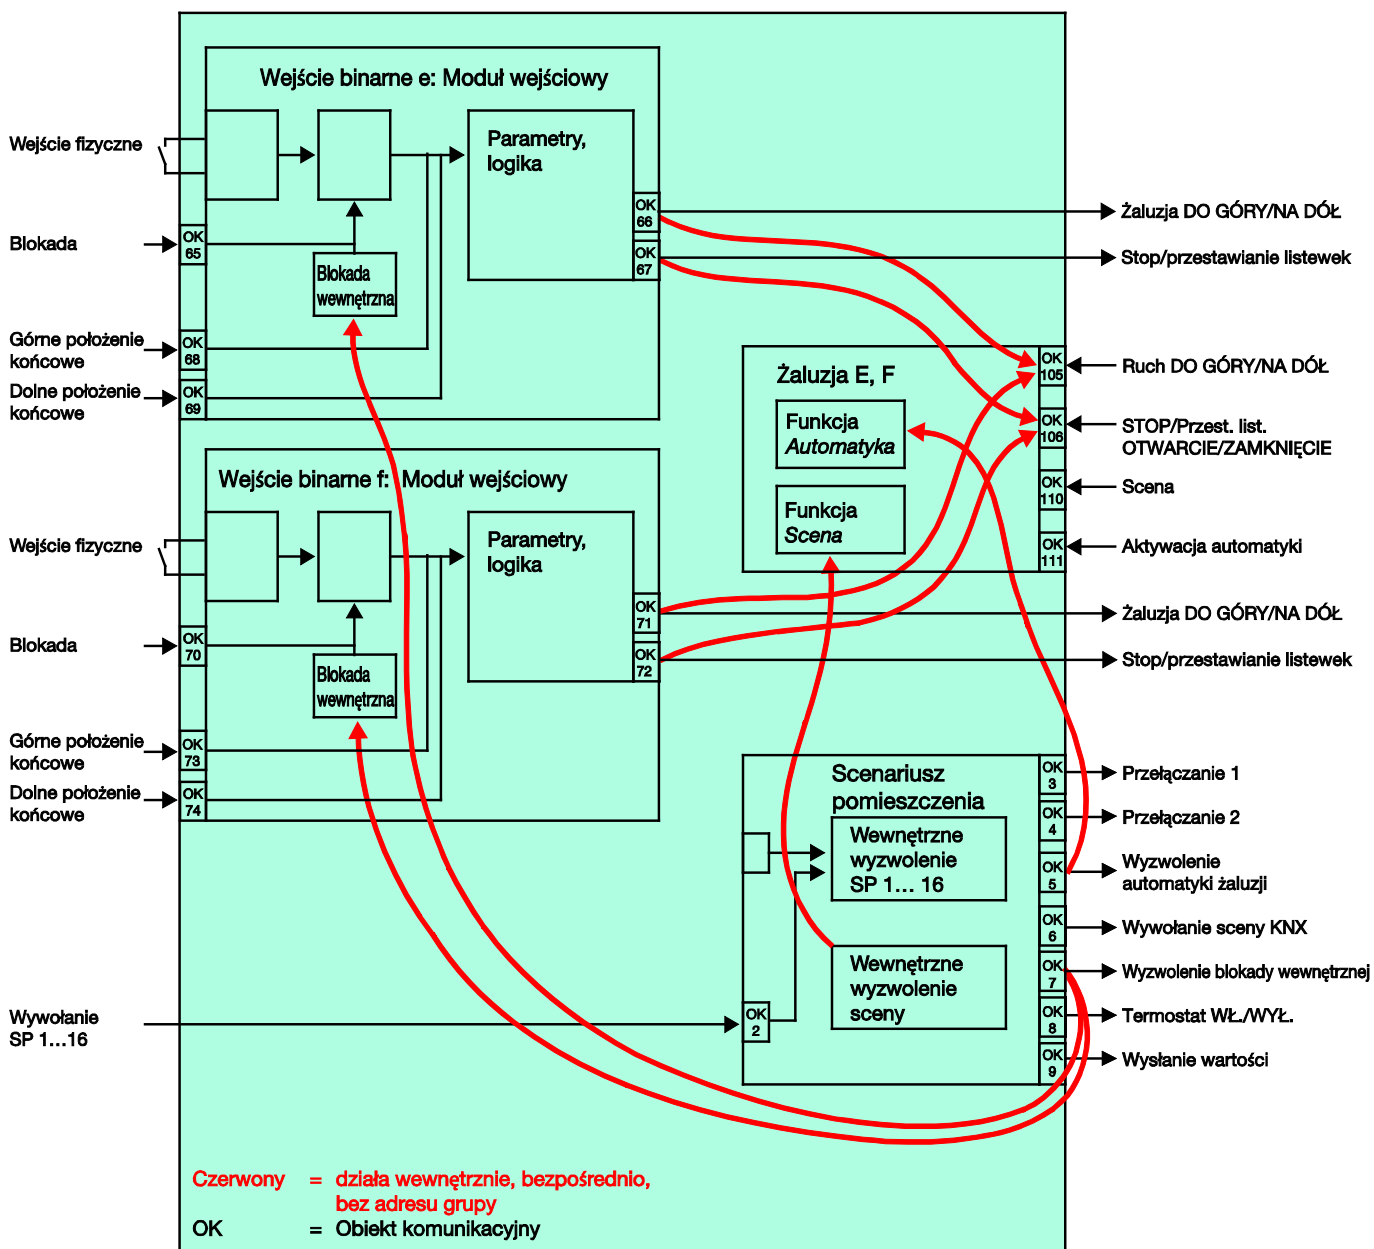 Wejście binarne e: Moduł wejściowy
Wejście fizyczne
Parametry,
logika
OK
66
Żaluzja DO GÓRY/NA DÓŁ
Blokada
OK
65
OK
67
Stop/przestawianie listewek
Blokada
wewnętrzna
Górne położenie
końcowe
OK
68
Dolne położenie
końcowe
OK
69
Żaluzja E, F
OK
105
Ruch DO GÓRY/NA DÓŁ
Funkcja
Automatyka
OK
106
STOP/Przest. list.
OTWARCIE/ZAMKNIĘCIE
OK
110
Scena
Funkcja
Scena
OK
111
Aktywacja automatyki
Wejście binarne f: Moduł wejściowy
Wejście fizyczne
Parametry,
logika
OK
71
Żaluzja DO GÓRY/NA DÓŁ
Blokada
OK
70
OK
72
Stop/przestawianie listewek
Blokada
wewnętrzna
Górne położenie
końcowe
OK
73
Dolne położenie
końcowe
OK
74
Scenariusz
pomieszczenia
OK
3
Przełączanie 1
OK
4
Przełączanie 2
Wewnętrzne
wyzwolenie
SP 1... 16
OK
5
Wyzwolenie
automatyki żaluzji
OK
6
Wywołanie sceny KNX
Wewnętrzne
wyzwolenie
sceny
OK
7
Wyzwolenie blokady wewnętrznej
Wywołanie
SP 1...16
OK
2
OK
8
Termostat WŁ./WYŁ.
OK
9
Wysłanie wartości
Czerwony = działa wewnętrznie, bezpośrednio,
bez adresu grupy
OK = Obiekt komunikacyjny